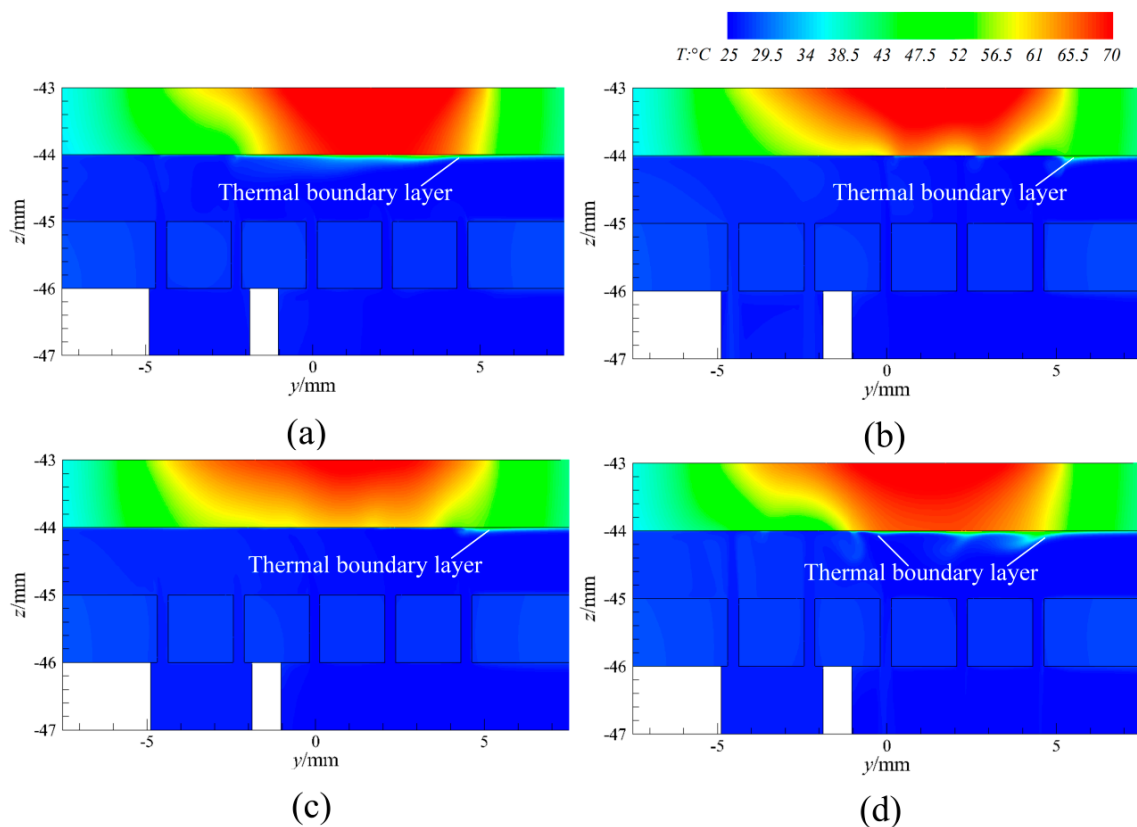 T:°C 25 29.5 34 38.5 43 47.5 52 56.5 61 65.5 70
-43
-44
Thermal boundary layer
z/mm
-45
-46
-47
-5 0 5
y/mm
(a)
-43
-44
Thermal boundary layer
z/mm
-45
-46
-47
-5 0 5
y/mm
(b)
-43
-44
Thermal boundary layer
z/mm
-45
-46
-47
-5 0 5
y/mm
(c)
-43
-44
Thermal boundary layer
z/mm
-45
-46
-47
-5 0 5
y/mm
(d)